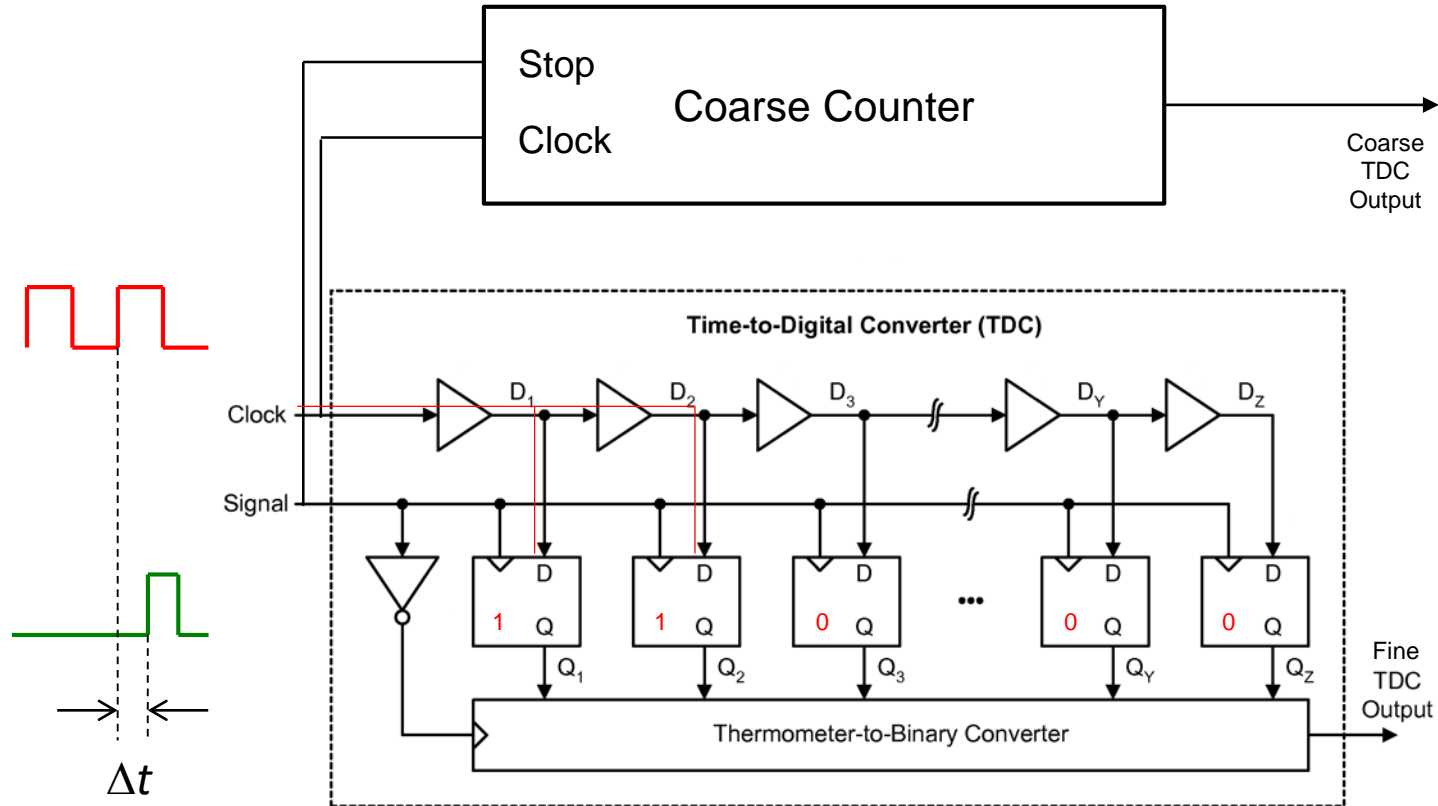 Stop
Coarse Counter
Clock
Coarse
TDC
Output
Time-to-Digital Converter (TDC)
D1 D2 D3 DY DZ
Clock
Signal
D D D ••• D D
1 Q 1 Q 0 Q 0 Q 0 Q
Q1 Q2 Q3 QY QZ
Fine
TDC
Output
Thermometer-to-Binary Converter
Δt